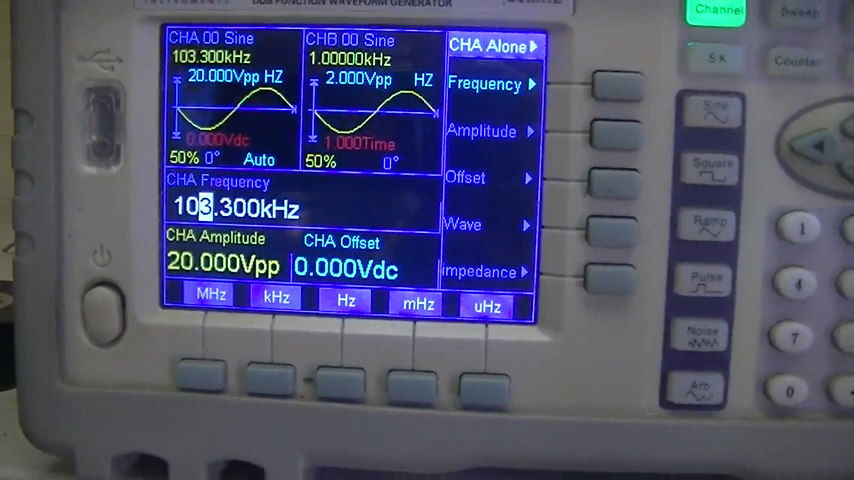 DDS FUNCTION WAVEFORM GENERATOR
CHA 00 Sine
103.300kHz
20.000Vpp HZ
0.000Vdc
50% 0° Auto
CHB 00 Sine
1.00000kHz
2.000Vpp HZ
1.000Time
50% 0°
CHA Alone
Frequency
Amplitude
Offset
Wave
impedance
CHA Frequency
103.300kHz
CHA Amplitude
20.000Vpp
CHA Offset
0.000Vdc
MHz kHz Hz mHz uHz
Channel
Sweep
SK
Counter
Sine
Square
Ramp
Pulse
Noise
Arb
1
4
7
0